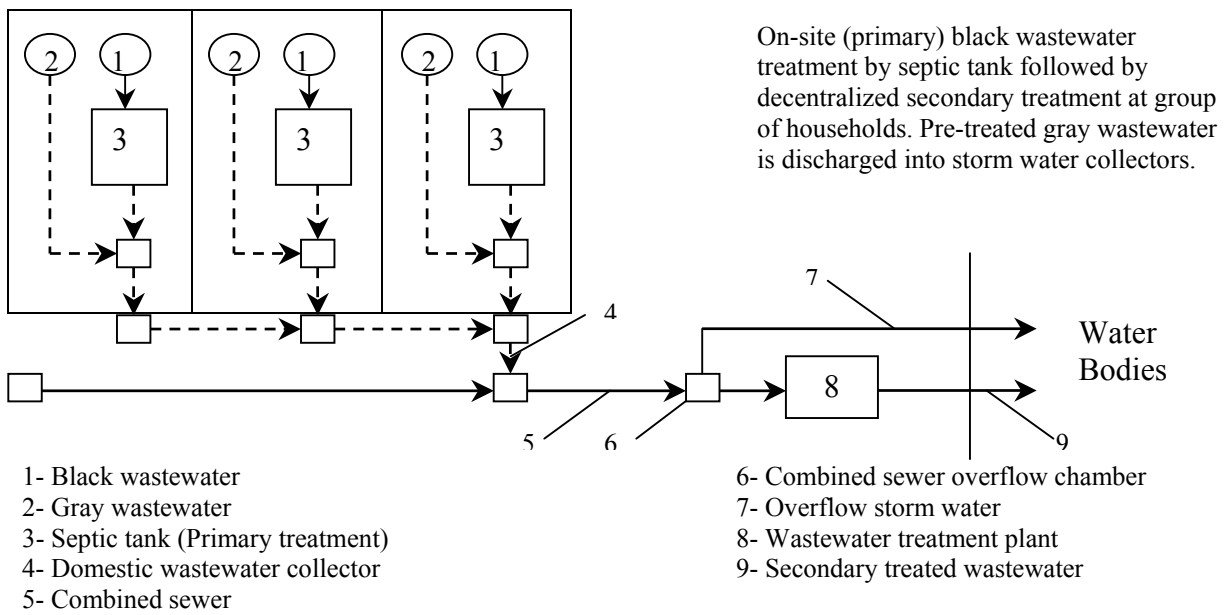 2 1 2 1 2 1
3 3 3
On-site (primary) black wastewater
treatment by septic tank followed by
decentralized secondary treatment at group
of households. Pre-treated gray wastewater
is discharged into storm water collectors.
4
7
Water
Bodies
8
5
6
9
1- Black wastewater
2- Gray wastewater
3- Septic tank (Primary treatment)
4- Domestic wastewater collector
5- Combined sewer
6- Combined sewer overflow chamber
7- Overflow storm water
8- Wastewater treatment plant
9- Secondary treated wastewater